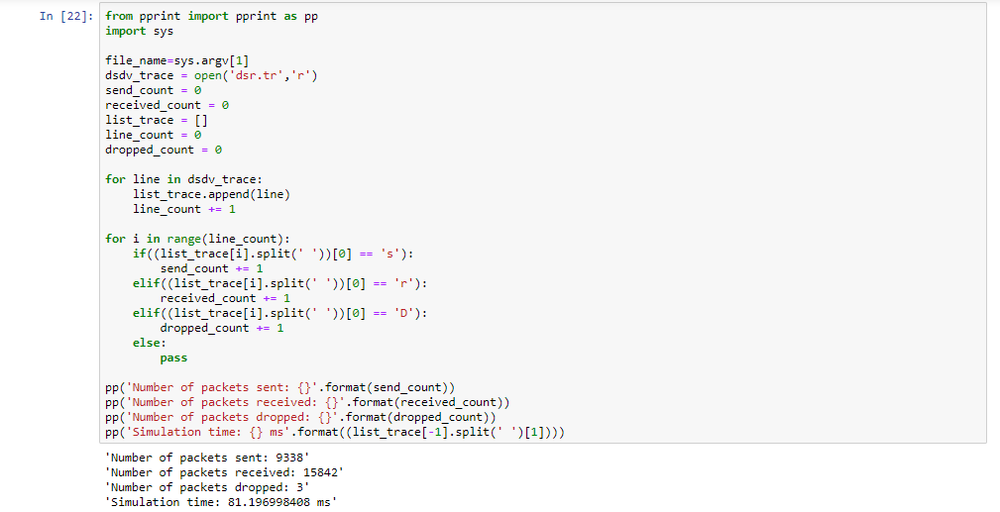 In [22]: from pprint import pprint as pp
import sys

file_name=sys.argv[1]
dsdv_trace = open('dsr.tr','r')
send_count = 0
received_count = 0
list_trace = []
line_count = 0
dropped_count = 0

for line in dsdv_trace:
    list_trace.append(line)
    line_count += 1

for i in range(line_count):
    if((list_trace[i].split(' '))[0] == 's'):
        send_count += 1
    elif((list_trace[i].split(' '))[0] == 'r'):
        received_count += 1
    elif((list_trace[i].split(' '))[0] == 'D'):
        dropped_count += 1
    else:
        pass

pp('Number of packets sent: {}'.format(send_count))
pp('Number of packets received: {}'.format(received_count))
pp('Number of packets dropped: {}'.format(dropped_count))
pp('Simulation time: {} ms'.format((list_trace[-1].split(' ')[1])))

'Number of packets sent: 9338'
'Number of packets received: 15842'
'Number of packets dropped: 3'
'Simulation time: 81.196998408 ms'